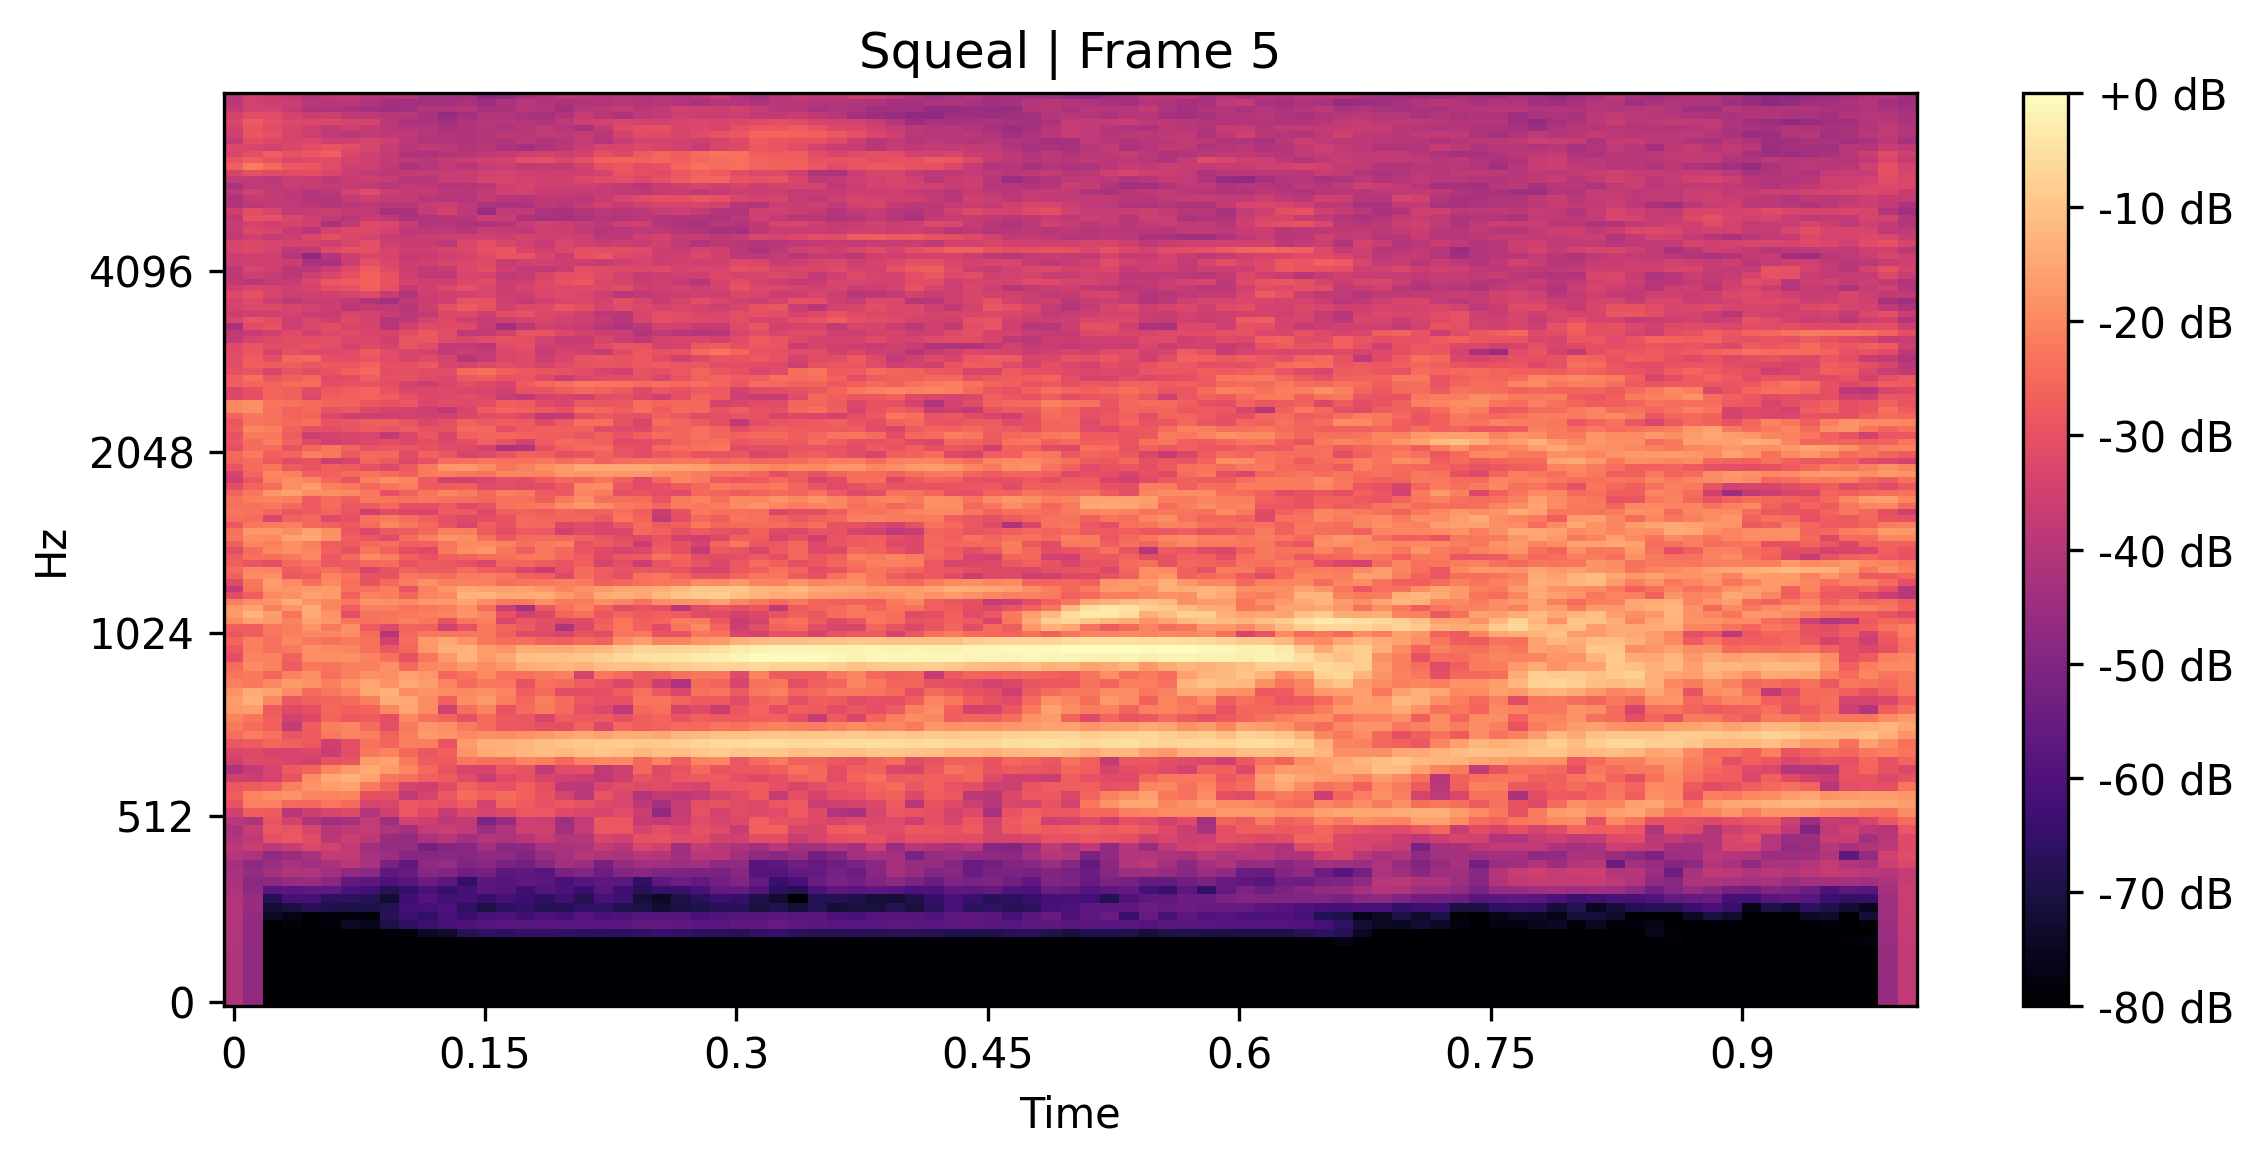 Squeal | Frame 5
Hz
4096
2048
1024
512
0
0 0.15 0.3 0.45 0.6 0.75 0.9
Time
+0 dB
-10 dB
-20 dB
-30 dB
-40 dB
-50 dB
-60 dB
-70 dB
-80 dB